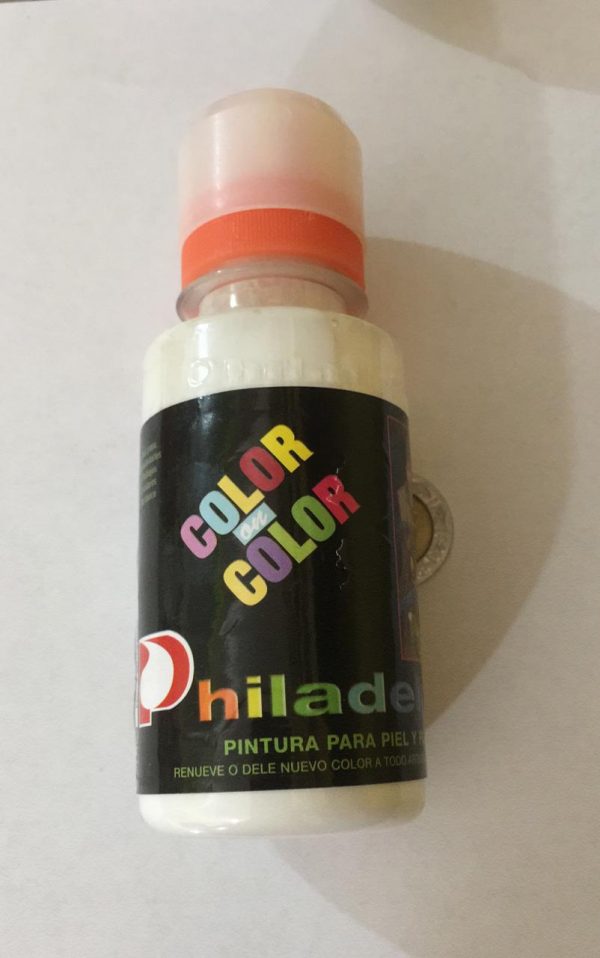 COLOR
on
COLOR
Philadel
PINTURA PARA PIEL Y
RENUEVE O DELE NUEVO COLOR A TODO